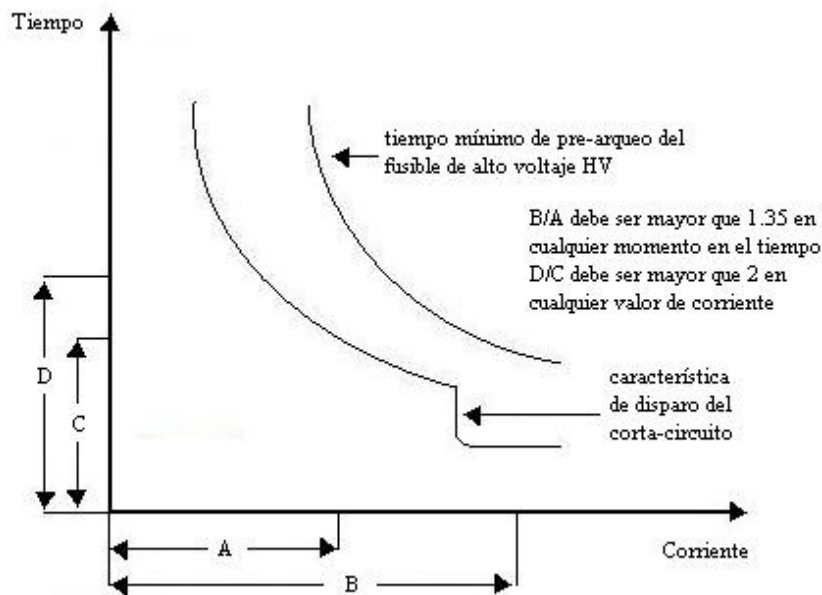 Tiempo
tiempo mínimo de pre-arqueo del
fusible de alto voltaje HV
B/A debe ser mayor que 1.35 en
cualquier momento en el tiempo
D/C debe ser mayor que 2 en
cualquier valor de corriente
D
C
característica
de disparo del
corta-circuito
A
Corriente
B